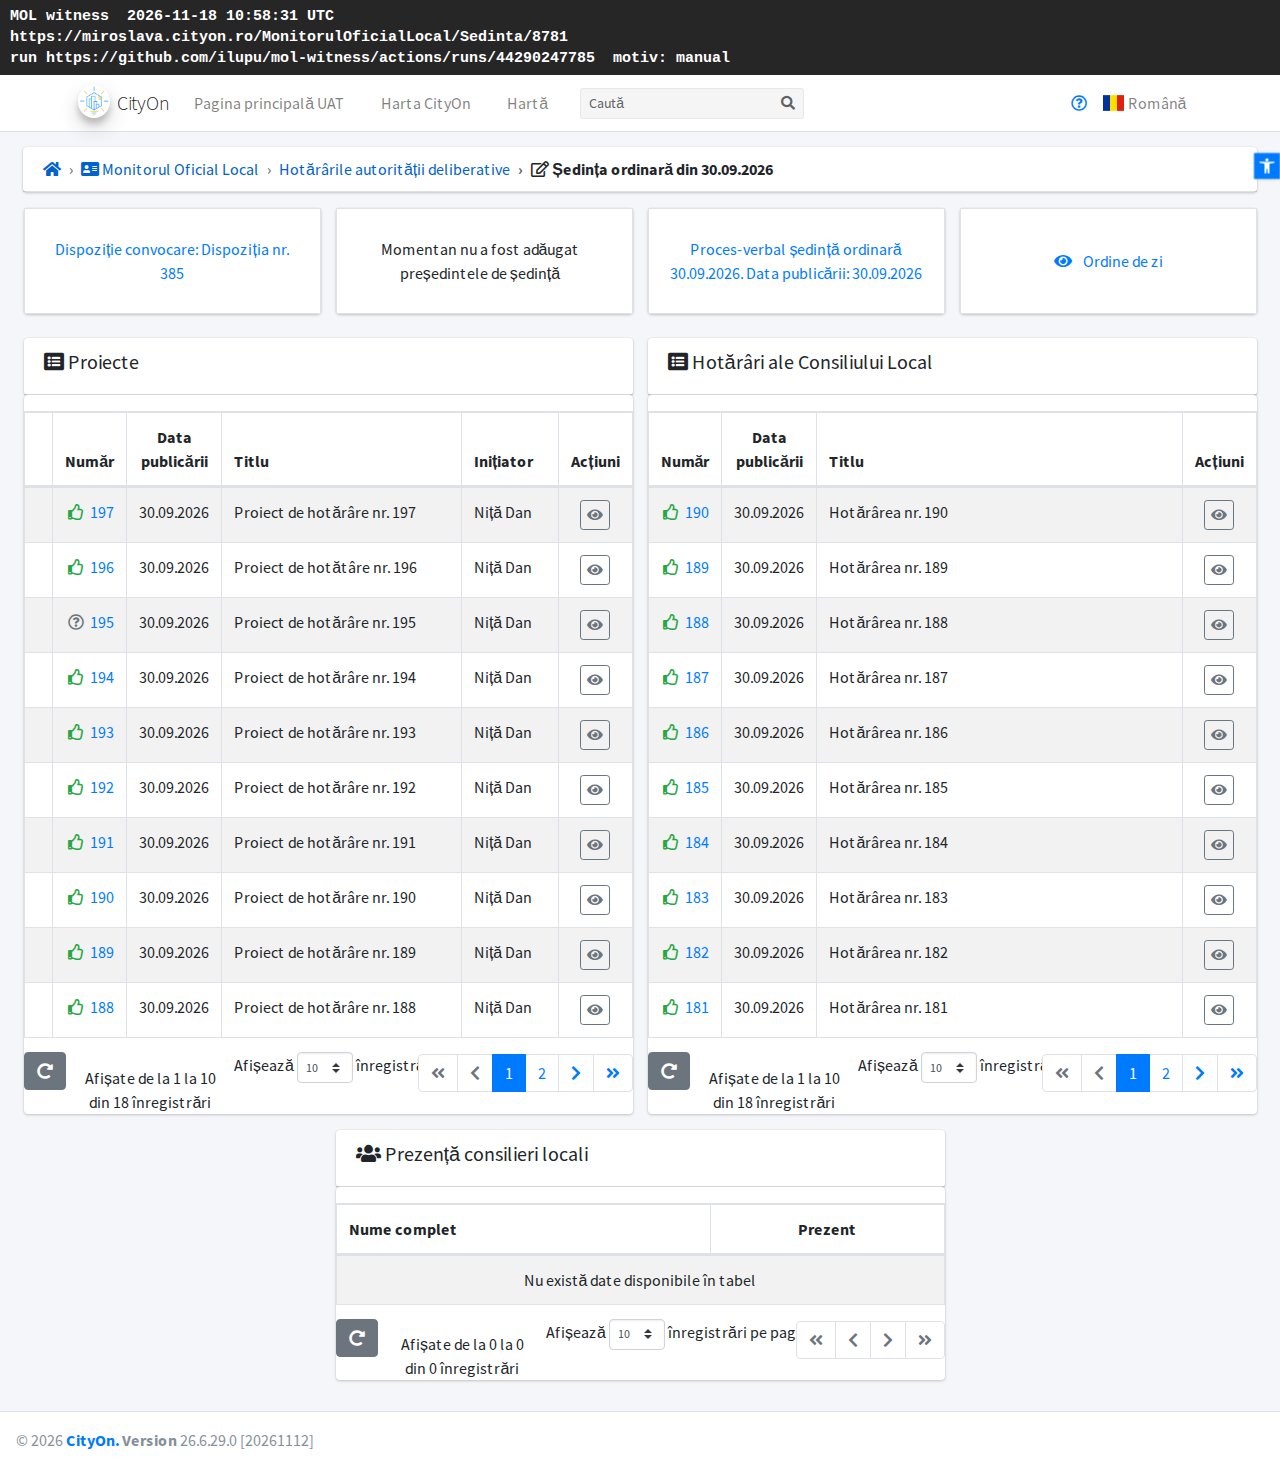 MOL witness  2026-11-18 10:58:31 UTC
https://miroslava.cityon.ro/MonitorulOficialLocal/Sedinta/8781
run https://github.com/ilupu/mol-witness/actions/runs/44290247785  motiv: manual
CityOn Pagina principală UAT Harta CityOn Hartă Caută Română
› Monitorul Oficial Local › Hotărârile autorității deliberative › Ședința ordinară din 30.09.2026
Dispoziție convocare: Dispoziția nr.
385
Momentan nu a fost adăugat
președintele de ședință
Proces-verbal ședință ordinară
30.09.2026. Data publicării: 30.09.2026
Ordine de zi
Proiecte
Număr Data publicării Titlu Inițiator Acțiuni
197 30.09.2026 Proiect de hotărâre nr. 197 Niță Dan
196 30.09.2026 Proiect de hotătâre nr. 196 Niță Dan
195 30.09.2026 Proiect de hotărâre nr. 195 Niță Dan
194 30.09.2026 Proiect de hotărâre nr. 194 Niță Dan
193 30.09.2026 Proiect de hotărâre nr. 193 Niță Dan
192 30.09.2026 Proiect de hotărâre nr. 192 Niță Dan
191 30.09.2026 Proiect de hotărâre nr. 191 Niță Dan
190 30.09.2026 Proiect de hotărâre nr. 190 Niță Dan
189 30.09.2026 Proiect de hotărâre nr. 189 Niță Dan
188 30.09.2026 Proiect de hotărâre nr. 188 Niță Dan
Afișate de la 1 la 10
din 18 înregistrări
Afișează 10 înregistră
1 2
Hotărâri ale Consiliului Local
Număr Data publicării Titlu Acțiuni
190 30.09.2026 Hotărârea nr. 190
189 30.09.2026 Hotărârea nr. 189
188 30.09.2026 Hotărârea nr. 188
187 30.09.2026 Hotărârea nr. 187
186 30.09.2026 Hotărârea nr. 186
185 30.09.2026 Hotărârea nr. 185
184 30.09.2026 Hotărârea nr. 184
183 30.09.2026 Hotărârea nr. 183
182 30.09.2026 Hotărârea nr. 182
181 30.09.2026 Hotărârea nr. 181
Afișate de la 1 la 10
din 18 înregistrări
Afișează 10 înregistră
1 2
Prezență consilieri locali
Nume complet Prezent
Nu există date disponibile în tabel
Afișate de la 0 la 0
din 0 înregistrări
Afișează 10 înregistrări pe pag
© 2026 CityOn. Version 26.6.29.0 [20261112]